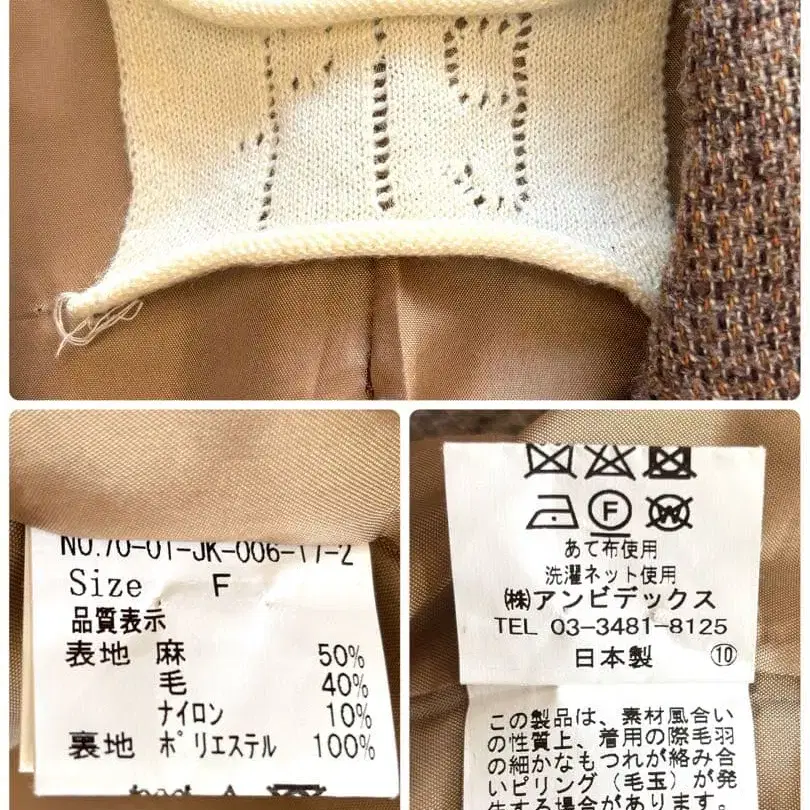 No.70-01-JK-006-17-2
Size F
品質表示
表地 麻 50%
毛 40%
ナイロン 10%
裏地 ポリエステル 100%
F
W
あて布使用
洗濯ネット使用
㈱アンビデックス
TEL 03-3481-8125
日本製 ⑩
この製品は、素材風合い
の性質上、着用の際毛羽
の細かなもつれが絡み合
いピリング（毛玉）が発
生する場合があります。